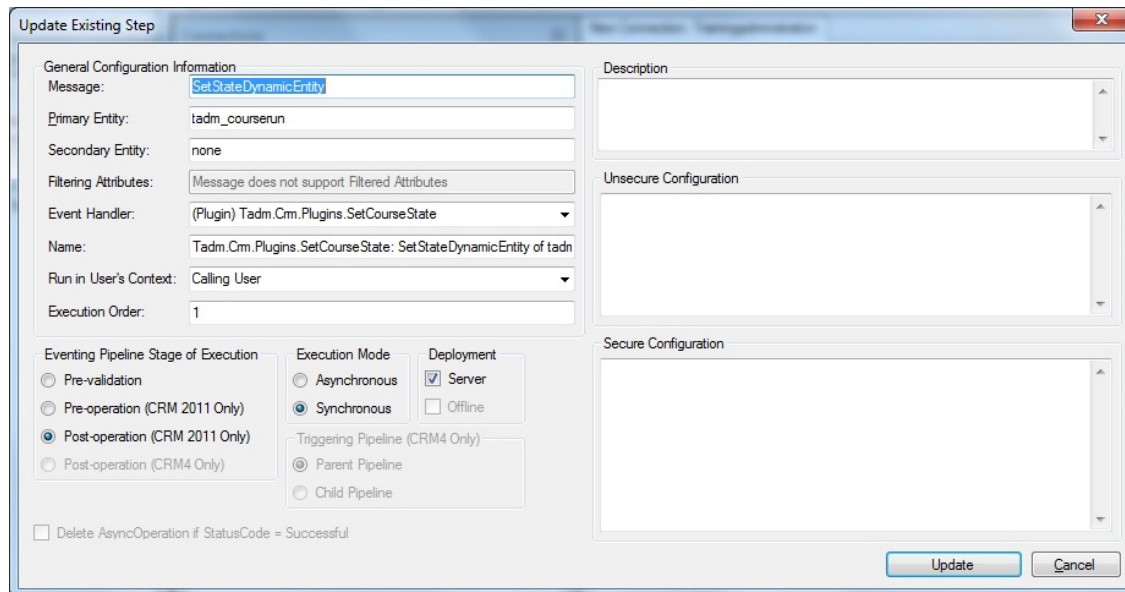 Update Existing Step
General Configuration Information
Message: SetStateDynamicEntity
Primary Entity: tadm_courserun
Secondary Entity: none
Filtering Attributes: Message does not support Filtered Attributes
Event Handler: (Plugin) Tadm.Crm.Plugins.SetCourseState
Name: Tadm.Crm.Plugins.SetCourseState: SetStateDynamicEntity of tadm
Run in User's Context: Calling User
Execution Order: 1
Eventing Pipeline Stage of Execution
Pre-validation
Pre-operation (CRM 2011 Only)
Post-operation (CRM 2011 Only)
Post-operation (CRM4 Only)
Execution Mode
Asynchronous
Synchronous
Deployment
Server
Offline
Triggering Pipeline (CRM4 Only)
Parent Pipeline
Child Pipeline
Delete AsyncOperation if StatusCode = Successful
Description
Unsecure Configuration
Secure Configuration
Update
Cancel